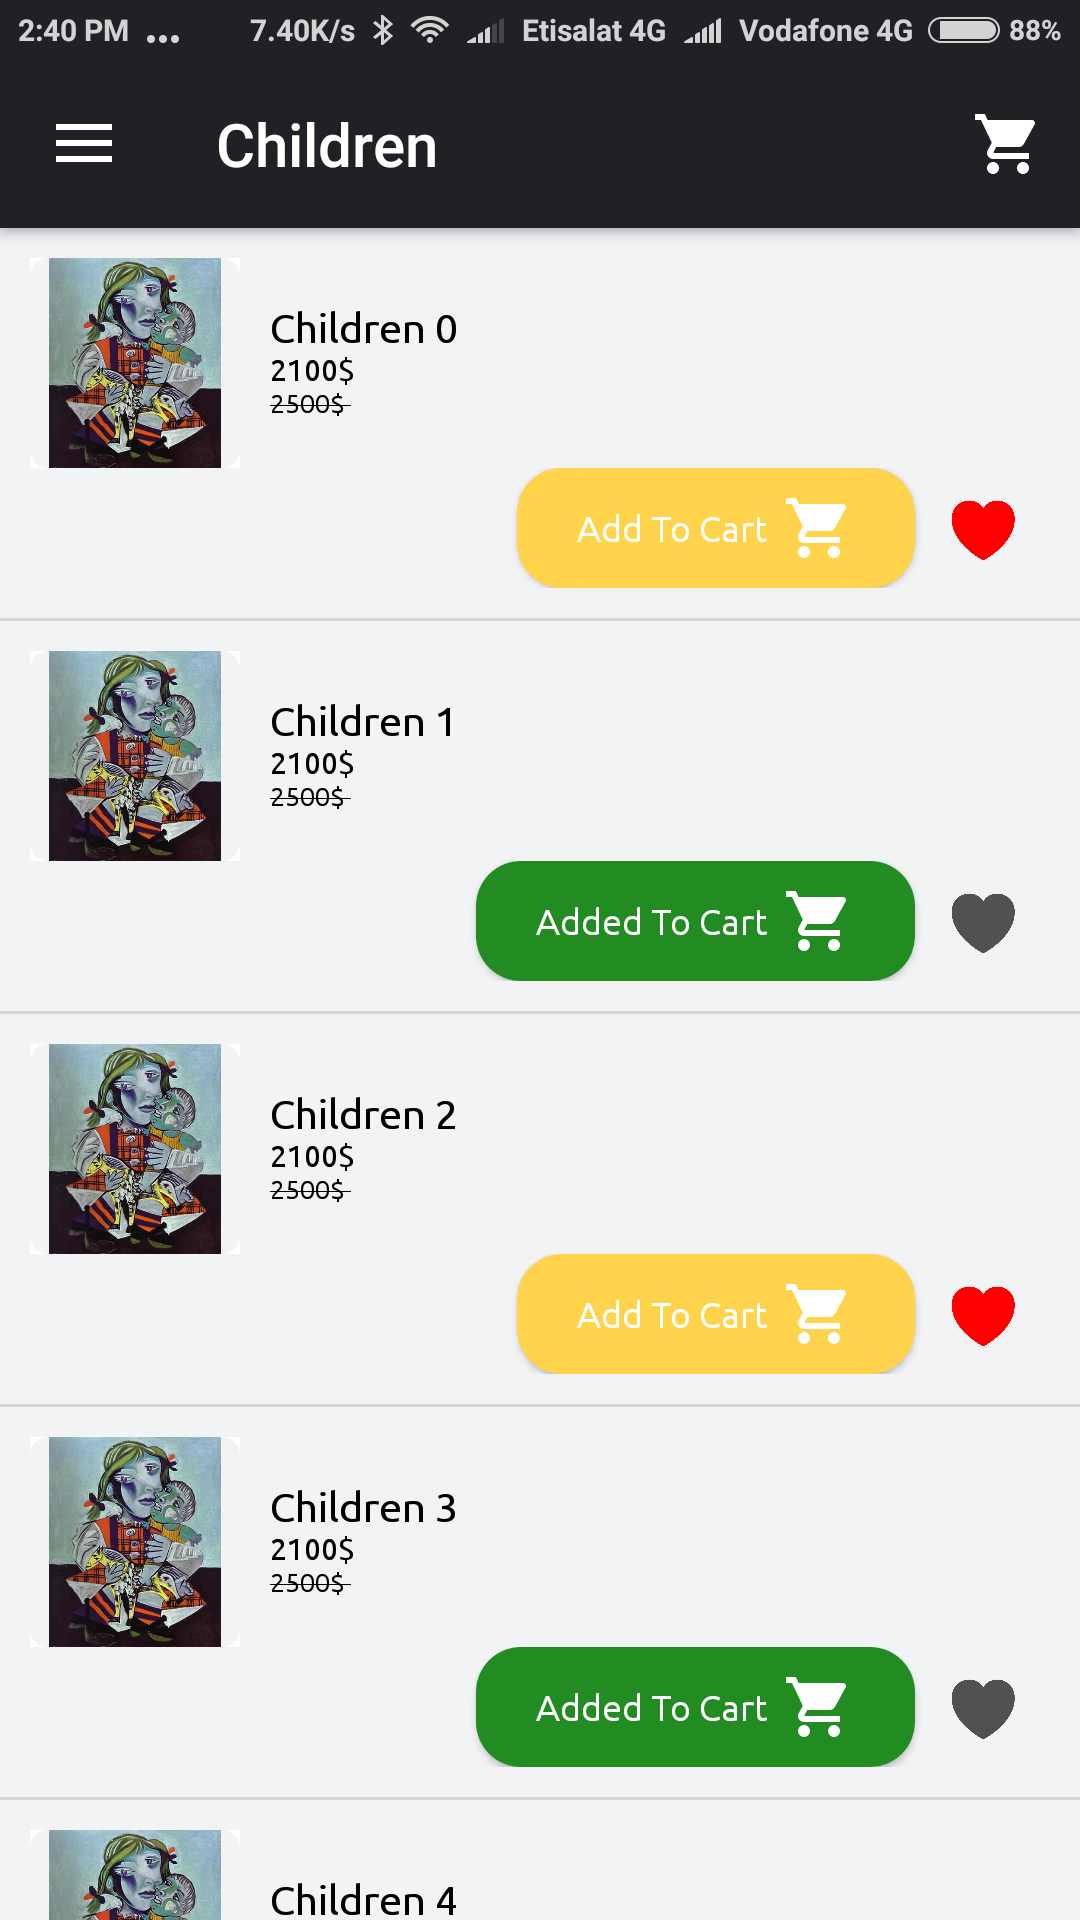 2:40 PM ... 7.40K/s Etisalat 4G Vodafone 4G 88%
Children
Children 0
2100$
2500$
Add To Cart
Children 1
2100$
2500$
Added To Cart
Children 2
2100$
2500$
Add To Cart
Children 3
2100$
2500$
Added To Cart
Children 4